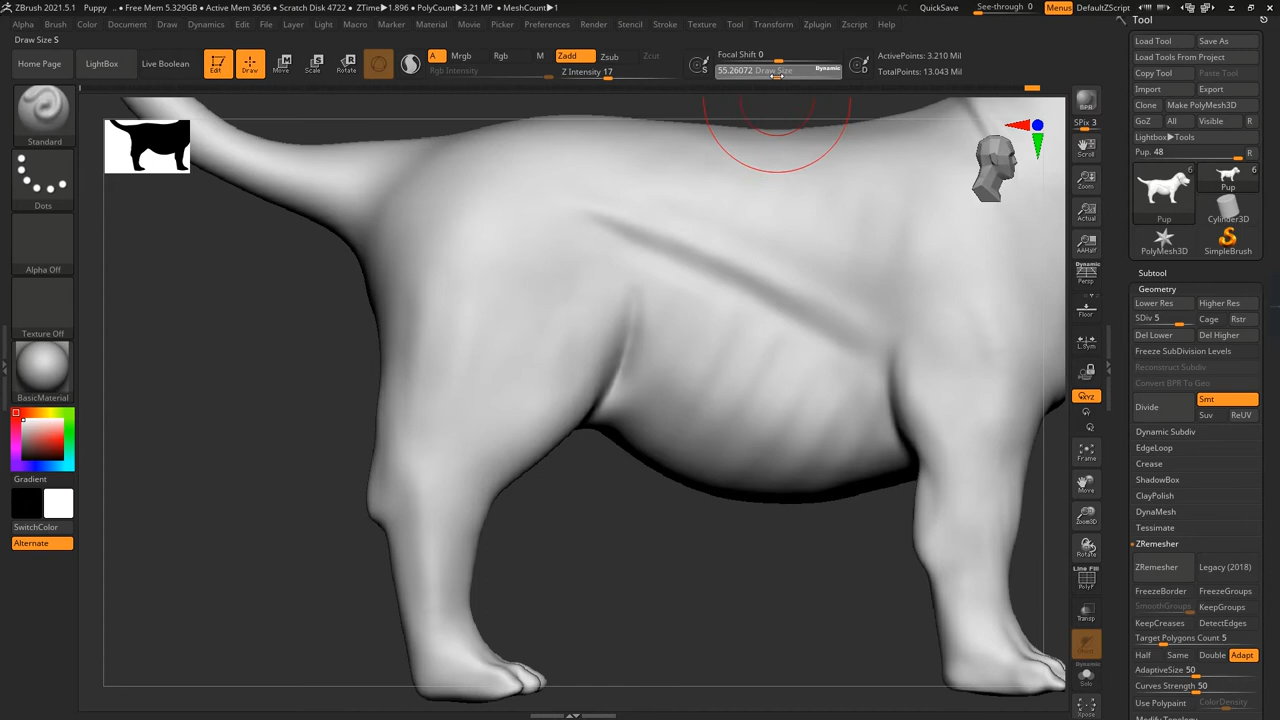 ZBrush 2021.5.1 Puppy .. ● Free Mem 5.329GB ● Active Mem 3656 ● Scratch Disk 4722 ● ZTime▶1.896 ● PolyCount▶3.21 MP ● MeshCount▶1
AC QuickSave See-through 0 Menus DefaultZScript
Alpha Brush Color Document Draw Dynamics Edit File Geometry Layer Light Macro Marker Material Movie Picker Preferences Render Stencil Stroke Texture Tool Transform Zplugin Zscript Help
Draw Size S
Home Page
LightBox
Live Boolean
Edit
Draw
Move
Scale
Rotate
A Mrgb Rgb M
Rgb Intensity
Zadd Zsub Zcut
Z Intensity 17
S
Focal Shift 0
55.26072 Draw Size Dynamic
D
ActivePoints: 3.210 Mil
TotalPoints: 13.043 Mil
Standard
Dots
Alpha Off
Texture Off
BasicMaterial
Gradient
SwitchColor
Alternate
BPR
SPix 3
Scroll
Zoom
Actual
AAHalf
Dynamic
Persp
Floor
L.Sym
XYZ
Frame
Move
Zoom3D
Rotate
Line Fill
PolyF
Transp
Dynamic
Solo
Xpose
Tool
Load Tool Save As
Load Tools From Project
Copy Tool Paste Tool
Import Export
Clone Make PolyMesh3D
GoZ All Visible R
Lightbox▶Tools
Pup. 48 R
6 6
Pup
Pup
Cylinder3D
PolyMesh3D
SimpleBrush
Subtool
Geometry
Lower Res Higher Res
SDiv 5 Cage Rstr
Del Lower Del Higher
Freeze SubDivision Levels
Reconstruct Subdiv
Convert BPR To Geo
Divide
Smt
Suv ReUV
Dynamic Subdiv
EdgeLoop
Crease
ShadowBox
ClayPolish
DynaMesh
Tessimate
ZRemesher
ZRemesher Legacy (2018)
FreezeBorder FreezeGroups
SmoothGroups KeepGroups
KeepCreases DetectEdges
Target Polygons Count 5
Half Same Double Adapt
AdaptiveSize 50
Curves Strength 50
Use Polypaint ColorDensity
Modify Topology